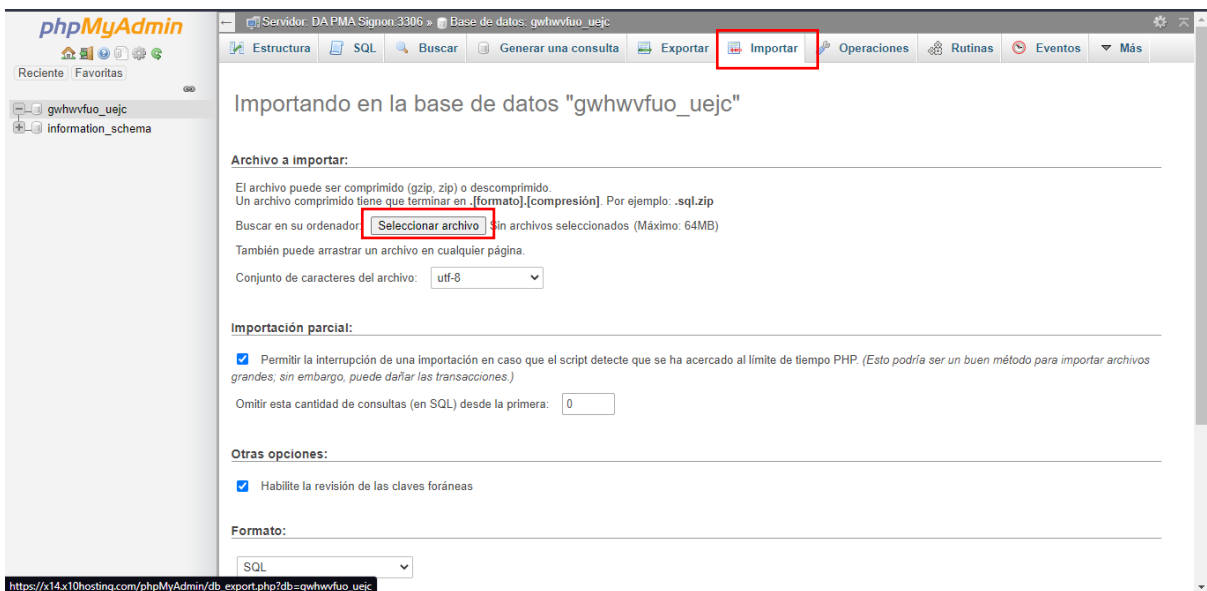 phpMyAdmin
Reciente Favoritas
gwhwvfuo_uejc
information_schema
Servidor: DA PMA Signon:3306 » Base de datos: gwhwvfuo_uejc
Estructura SQL Buscar Generar una consulta Exportar Importar Operaciones Rutinas Eventos Más
Importando en la base de datos "gwhwvfuo_uejc"
Archivo a importar:
El archivo puede ser comprimido (gzip, zip) o descomprimido.
Un archivo comprimido tiene que terminar en .[formato].[compresión]. Por ejemplo: .sql.zip
Buscar en su ordenador: Seleccionar archivo Sin archivos seleccionados (Máximo: 64MB)
También puede arrastrar un archivo en cualquier página.
Conjunto de caracteres del archivo: utf-8
Importación parcial:
Permitir la interrupción de una importación en caso que el script detecte que se ha acercado al límite de tiempo PHP. (Esto podría ser un buen método para importar archivos
grandes; sin embargo, puede dañar las transacciones.)
Omitir esta cantidad de consultas (en SQL) desde la primera: 0
Otras opciones:
Habilite la revisión de las claves foráneas
Formato:
SQL
https://x14.x10hosting.com/phpMyAdmin/db_export.php?db=gwhwvfuo_uejc